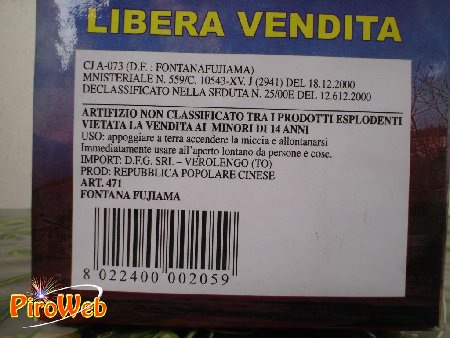 LIBERA VENDITA
CJ A-073 (D.F. : FONTANAFUJIAMA)
MNISTERIALE N. 559/C. 10543-XV. J (2941) DEL 18.12.2000
DECLASSIFICATO NELLA SEDUTA N. 25/00E DEL 12.612.2000
ARTIFIZIO NON CLASSIFICATO TRA I PRODOTTI ESPLODENTI
VIETATA LA VENDITA AI MINORI DI 14 ANNI
USO: appoggiare a terra accendere la miccia e allontanarsi
Immediatamente usare all'aperto lontano da persone e cose.
IMPORT: D.F.G. SRL – VEROLENGO (TO)
PROD: REPUBBLICA POPOLARE CINESE
ART. 471
FONTANA FUJIAMA
8 022400 002059
PiroWeb